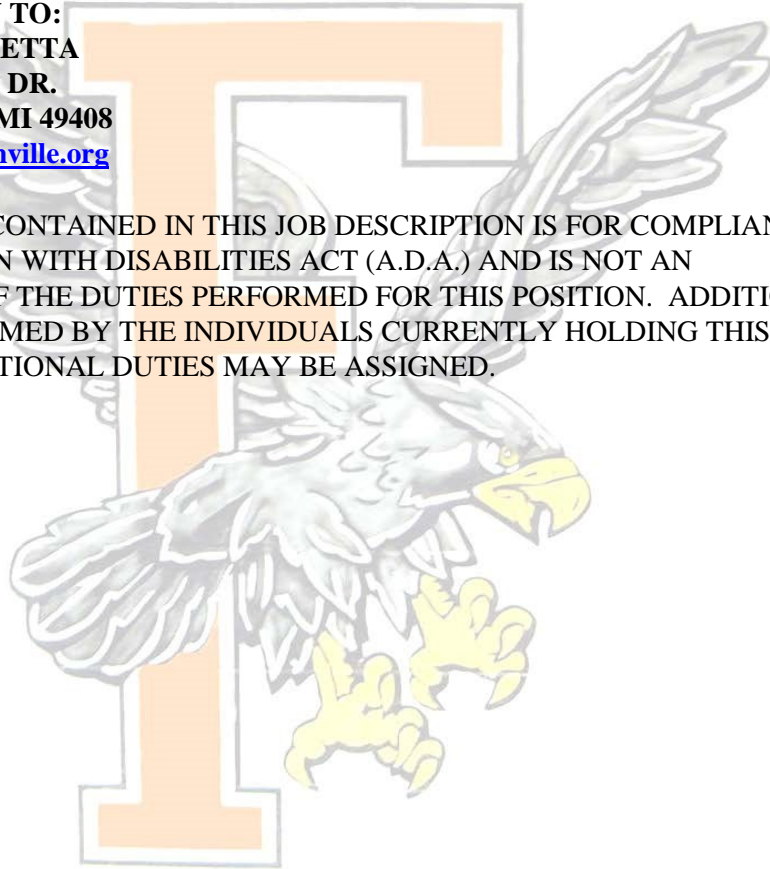 TO:
ETTA
DR.
MI 49408
nville.org
CONTAINED IN THIS JOB DESCRIPTION IS FOR
WITH DISABILITIES ACT (A.D.A.) AND IS NOT AN
THE DUTIES PERFORMED FOR THIS POSITION.
MED BY THE INDIVIDUALS CURRENTLY HOLDING THIS
TIONAL DUTIES MAY BE ASSIGNED.
F